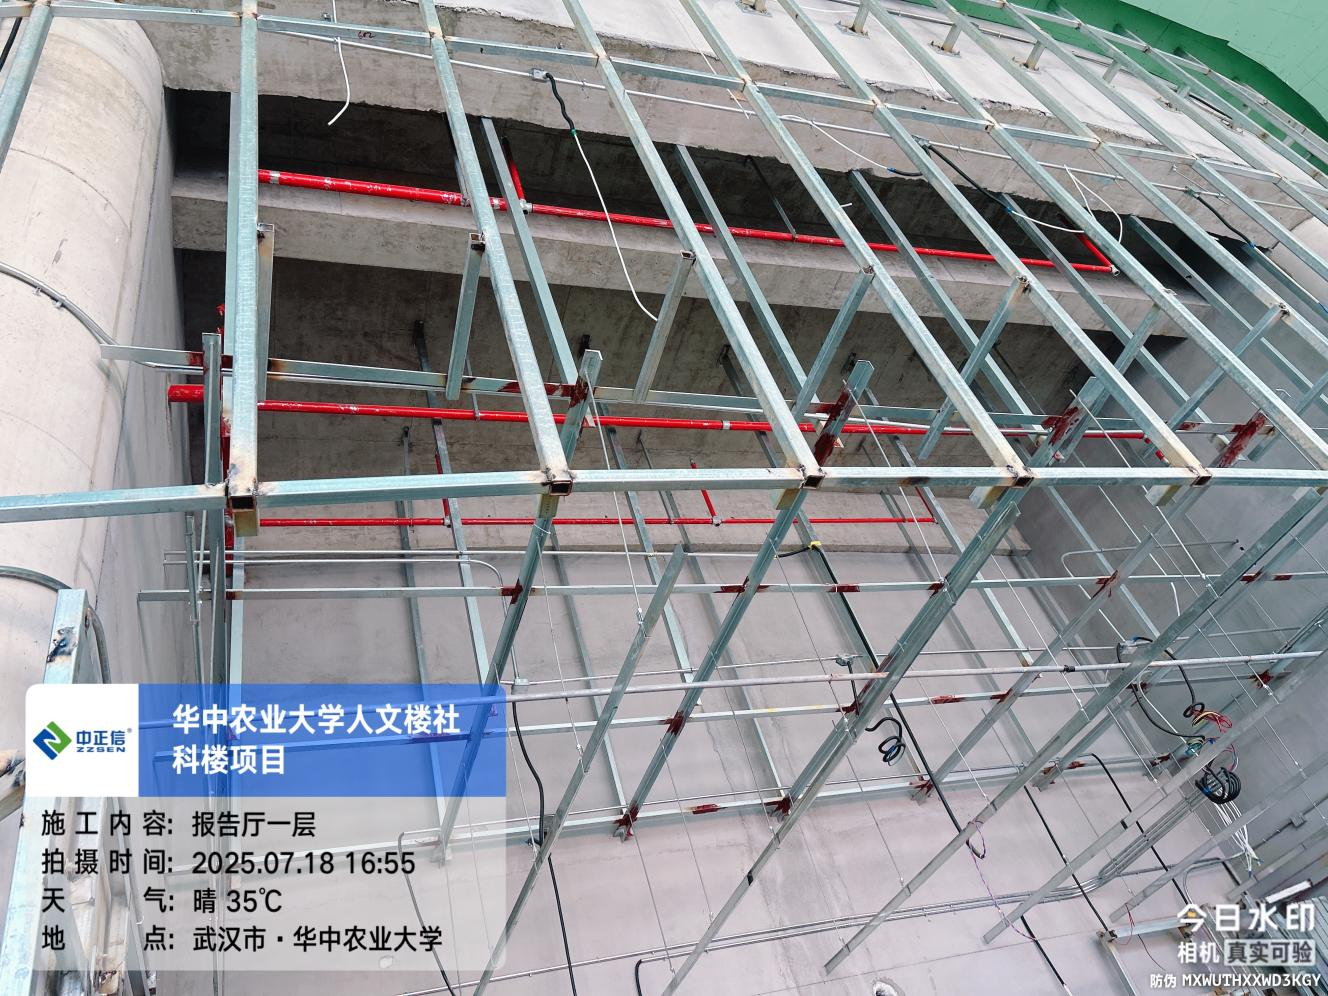 中正信®
ZZSEN
华中农业大学人文楼社
科楼项目
施工内容: 报告厅一层
拍摄时间: 2025.07.18 16:55
天气: 晴 35℃
地点: 武汉市·华中农业大学
今日水印
相机 真实可验
防伪 MXWUTHXXWD3KGY